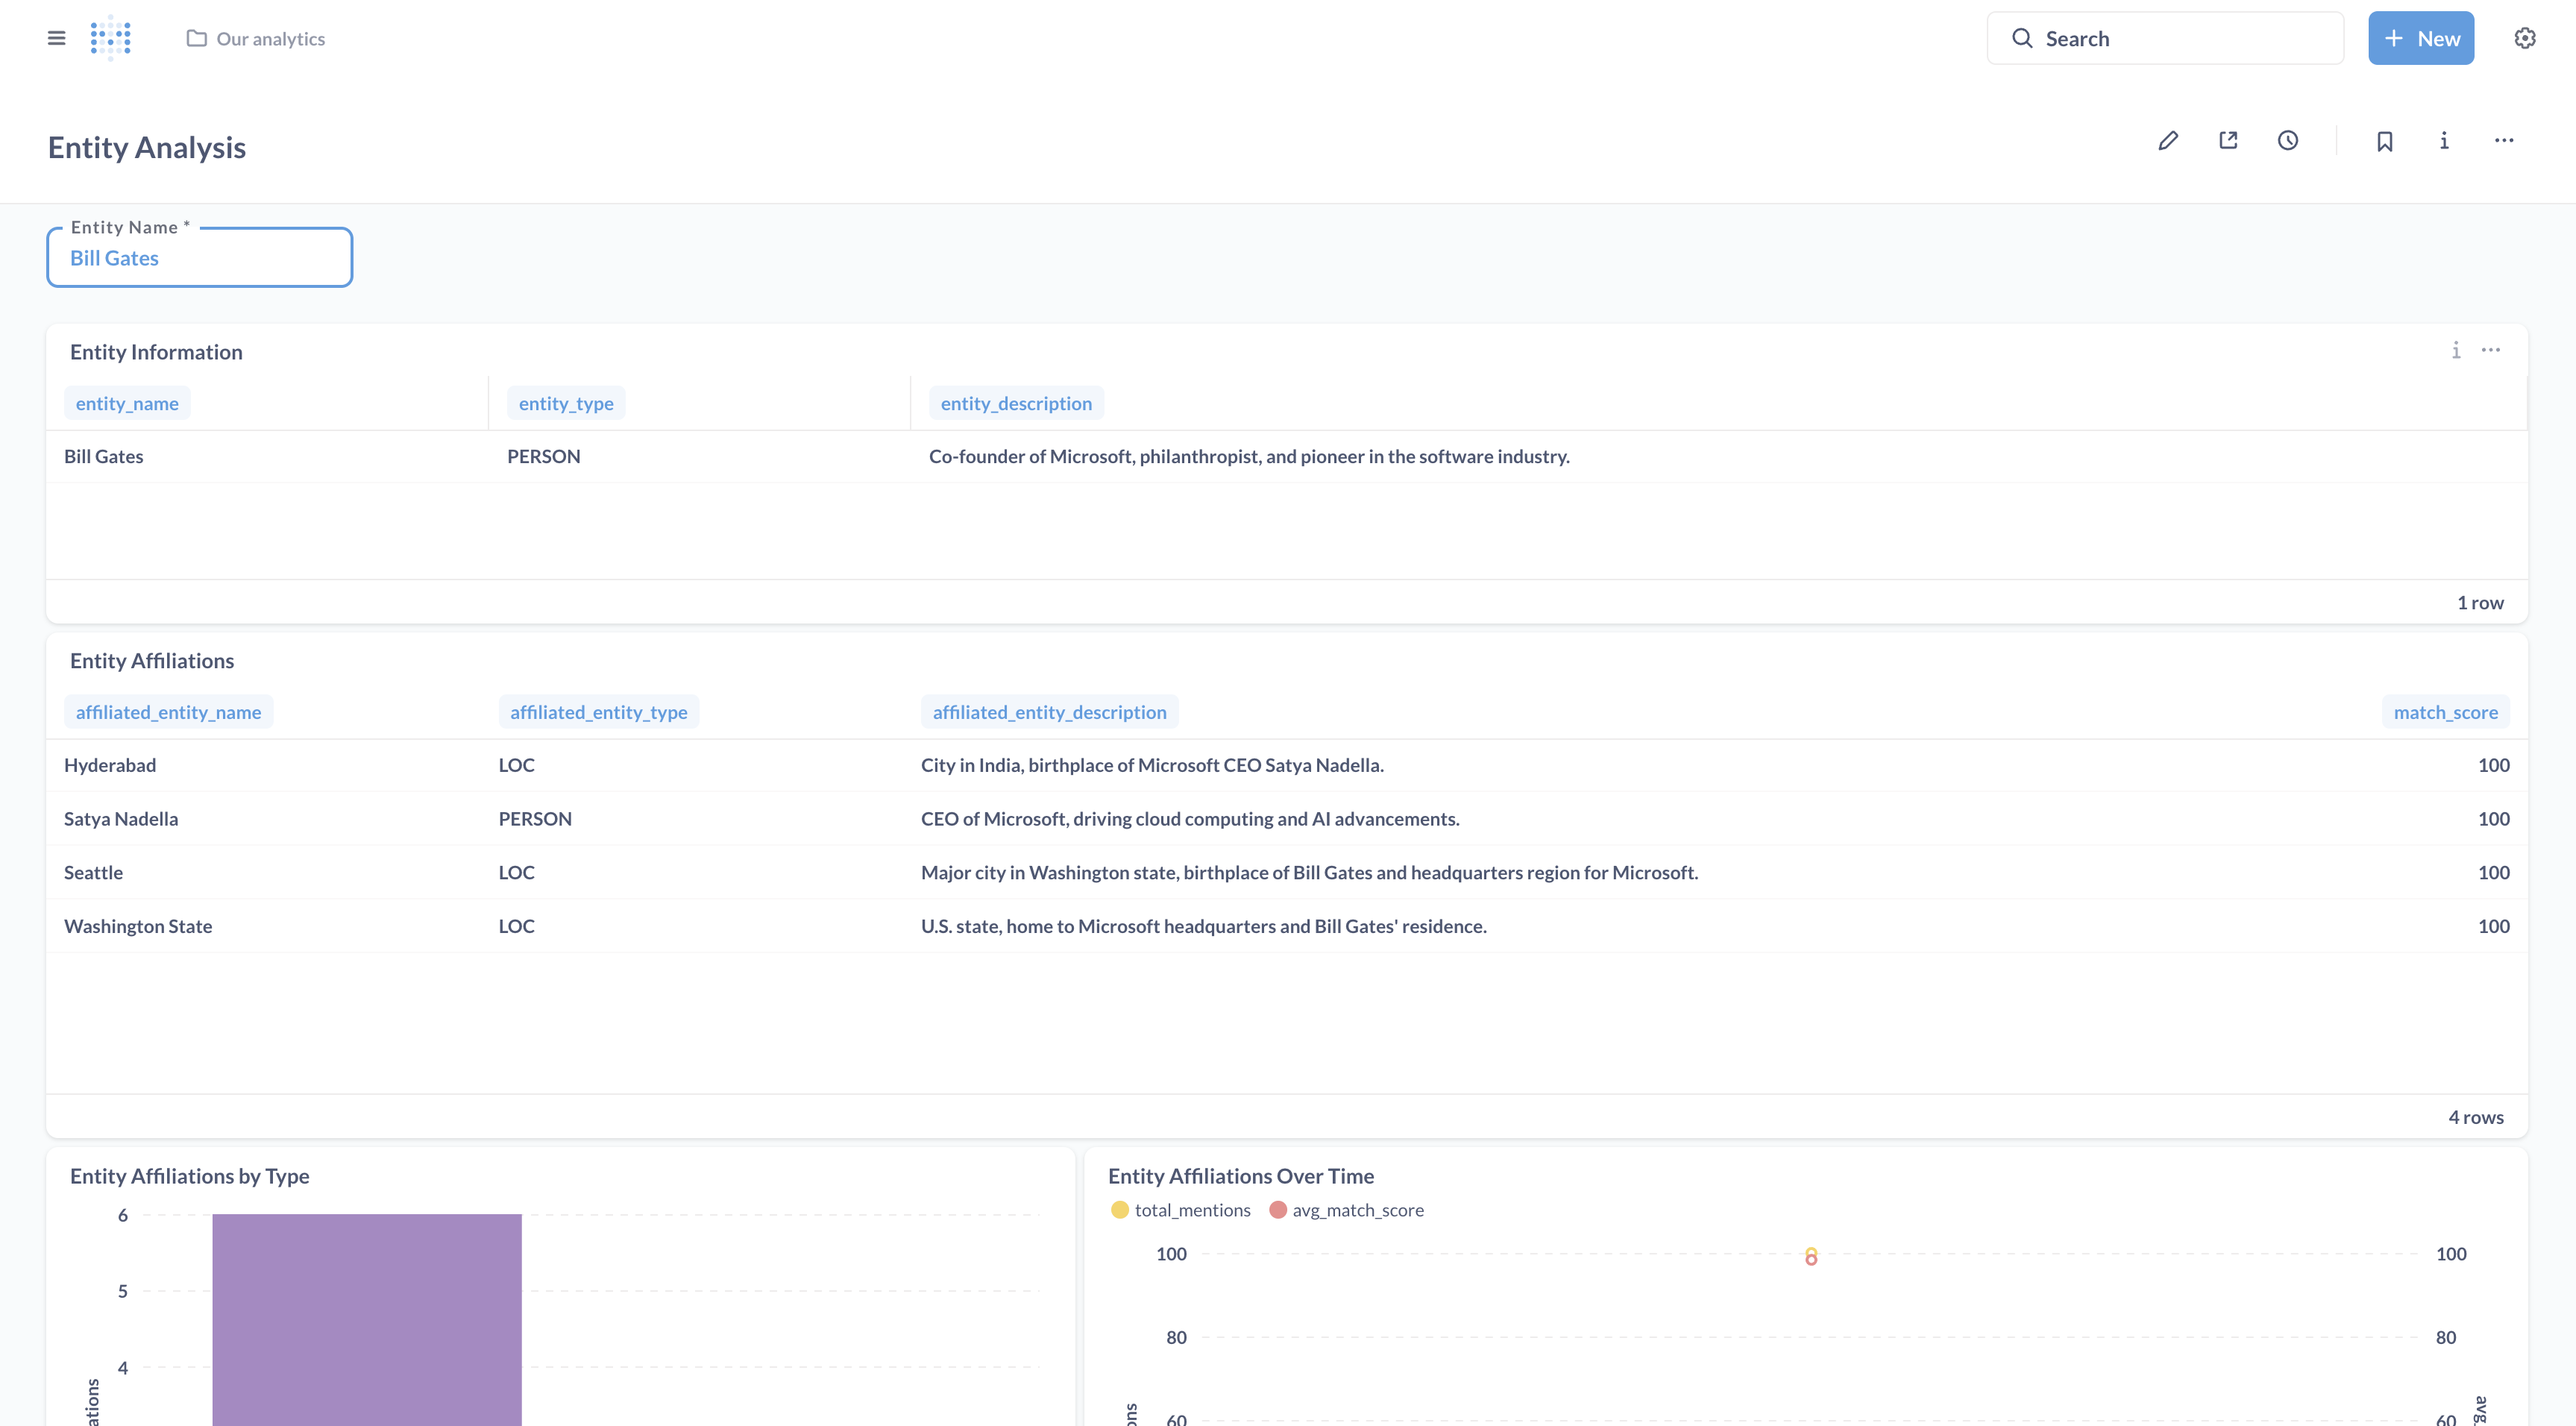 Our analytics
Search
New
Entity Analysis
Entity Name *
Bill Gates
Entity Information
entity_name entity_type entity_description
Bill Gates PERSON Co-founder of Microsoft, philanthropist, and pioneer in the software industry.
1 row
Entity Affiliations
affiliated_entity_name affiliated_entity_type affiliated_entity_description match_score
Hyderabad LOC City in India, birthplace of Microsoft CEO Satya Nadella. 100
Satya Nadella PERSON CEO of Microsoft, driving cloud computing and AI advancements. 100
Seattle LOC Major city in Washington state, birthplace of Bill Gates and headquarters region for Microsoft. 100
Washington State LOC U.S. state, home to Microsoft headquarters and Bill Gates' residence. 100
4 rows
Entity Affiliations by Type
6
5
4
ations
Entity Affiliations Over Time
total_mentions avg_match_score
100 100
80 80
60 60
ons avg